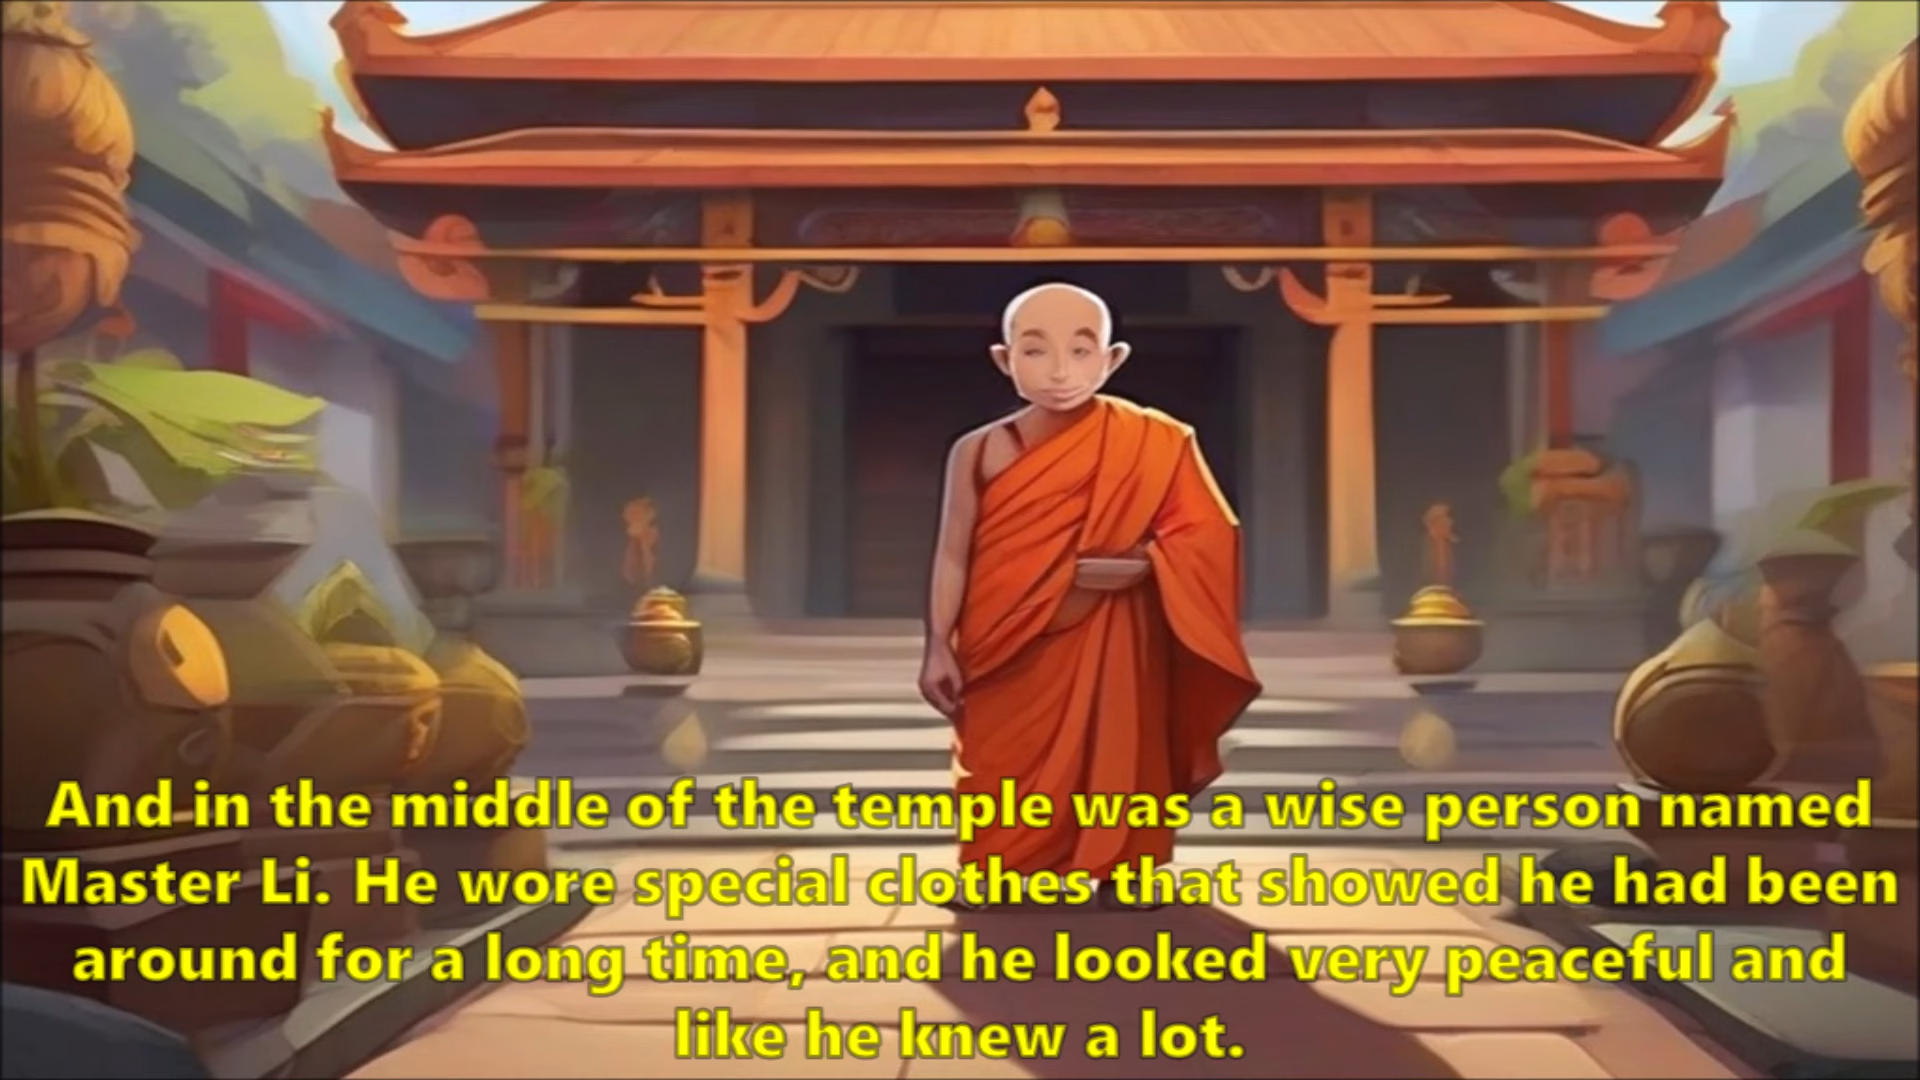 And in the middle of the temple was a wise person named
Master Li. He wore special clothes that showed he had been
around for a long time, and he looked very peaceful and
like he knew a lot.